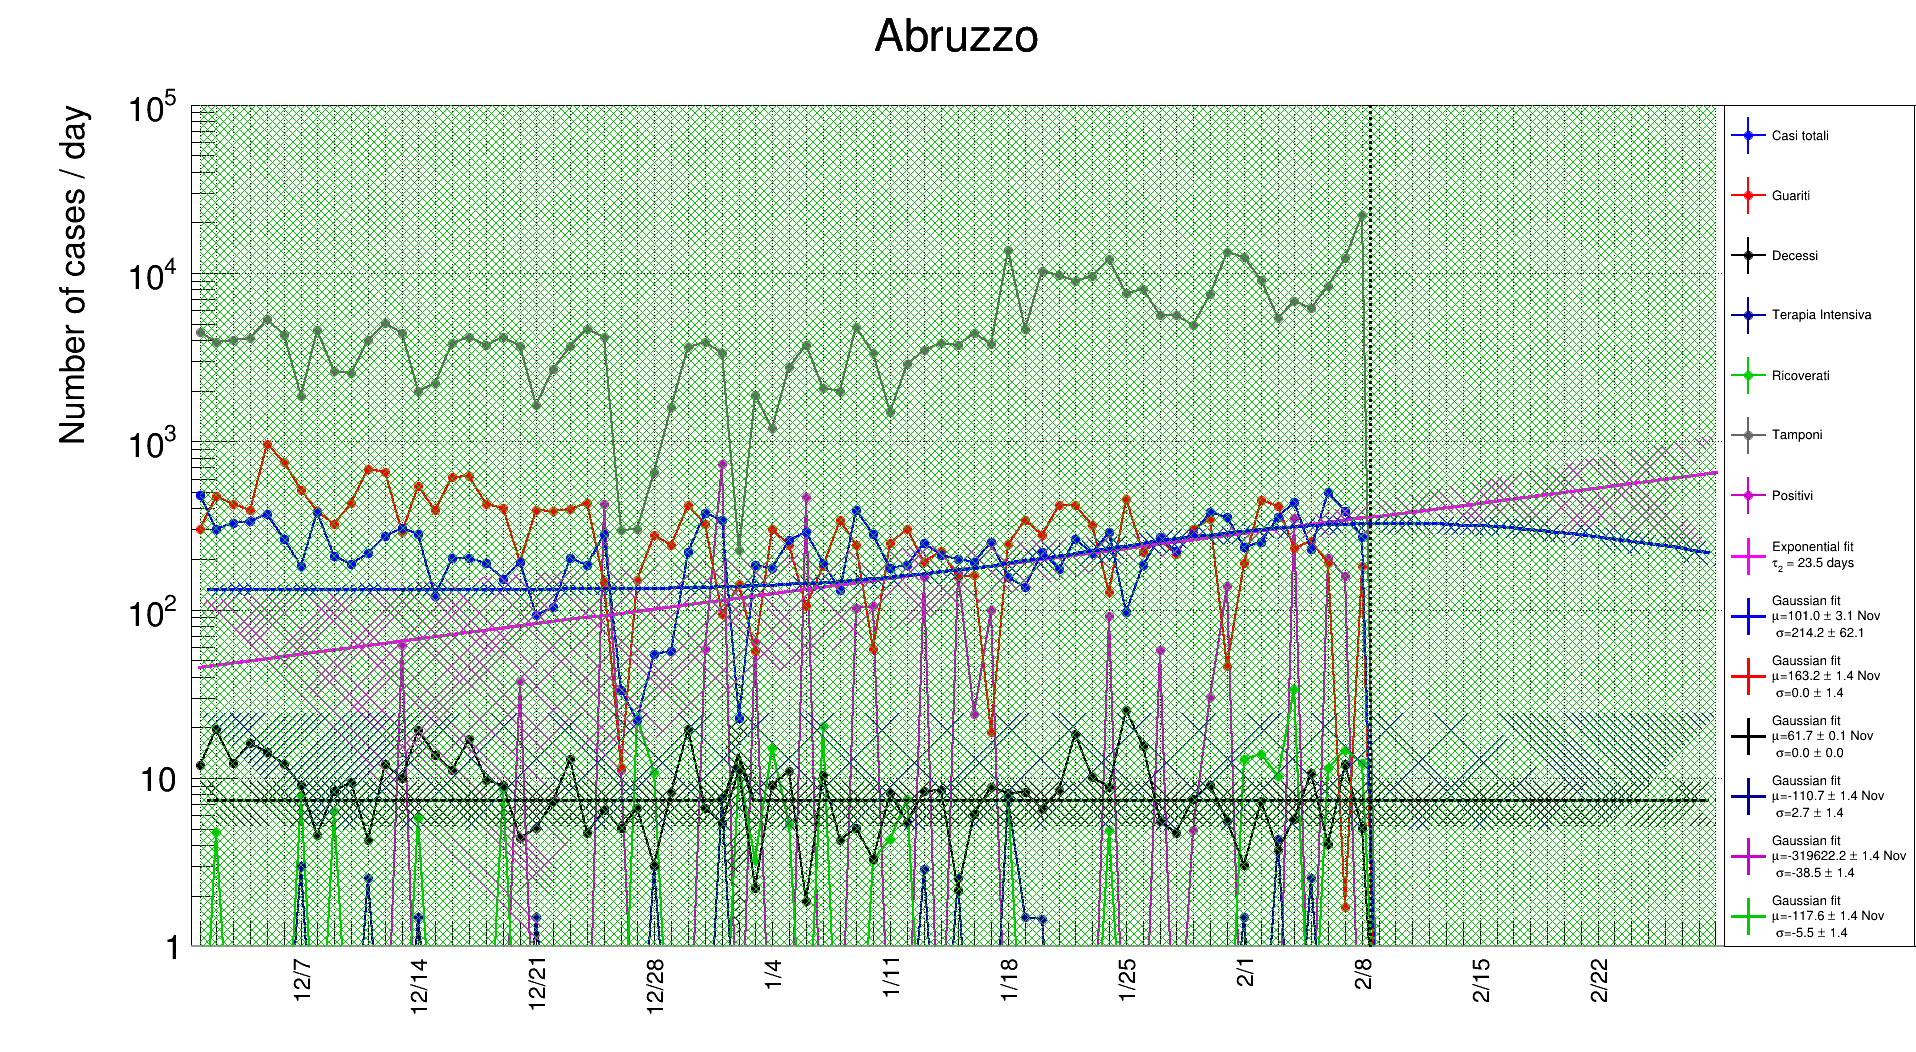 Abruzzo
Number of cases / day
10^5
10^4
10^3
10^2
10
1
12/7
12/14
12/21
12/28
1/4
1/11
1/18
1/25
2/1
2/8
2/15
2/22
Casi totali
Guariti
Decessi
Terapia Intensiva
Ricoverati
Tamponi
Positivi
Exponential fit
τ₂ = 23.5 days
Gaussian fit
μ=101.0 ± 3.1 Nov
σ=214.2 ± 62.1
Gaussian fit
μ=163.2 ± 1.4 Nov
σ=0.0 ± 1.4
Gaussian fit
μ=61.7 ± 0.1 Nov
σ=0.0 ± 0.0
Gaussian fit
μ=-110.7 ± 1.4 Nov
σ=2.7 ± 1.4
Gaussian fit
μ=-319622.2 ± 1.4 Nov
σ=-38.5 ± 1.4
Gaussian fit
μ=-117.6 ± 1.4 Nov
σ=-5.5 ± 1.4